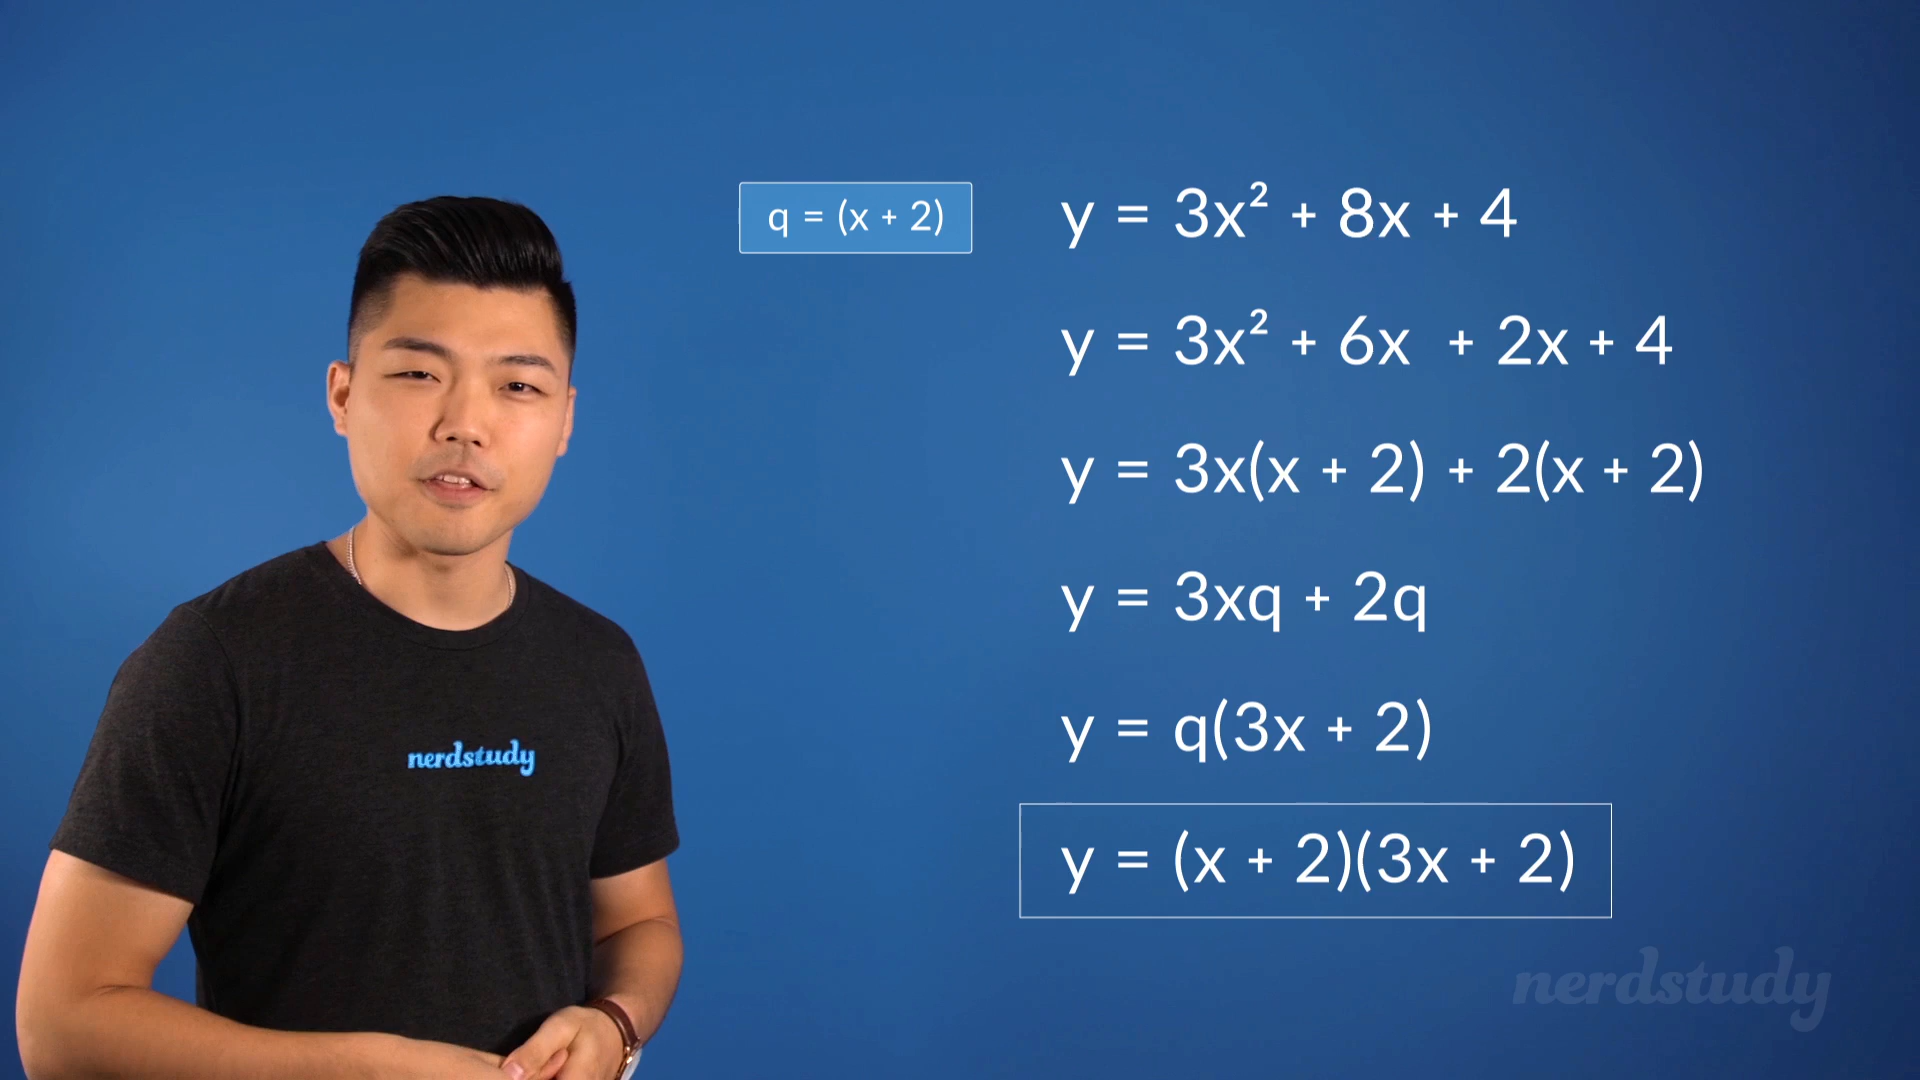 q = (x + 2)
y = 3x² + 8x + 4
y = 3x² + 6x + 2x + 4
y = 3x(x + 2) + 2(x + 2)
y = 3xq + 2q
y = q(3x + 2)
y = (x + 2)(3x + 2)
nerdstudy
nerdstudy